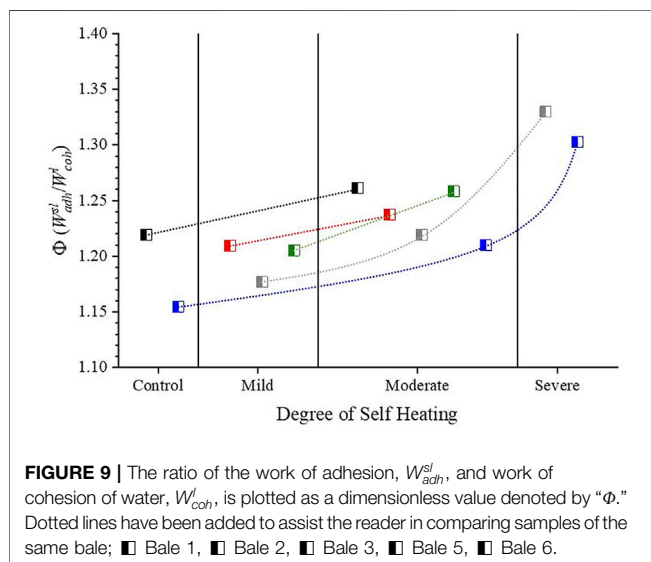 1.40
1.35
1.30
1.25
1.20
1.15
1.10
Φ (W^sl_adh/W^l_coh)
Control Mild Moderate Severe
Degree of Self Heating
FIGURE 9 | The ratio of the work of adhesion, W^sl_adh, and work of
cohesion of water, W^l_coh, is plotted as a dimensionless value denoted by “Φ.”
Dotted lines have been added to assist the reader in comparing samples of the
same bale; Bale 1, Bale 2, Bale 3, Bale 5, Bale 6.